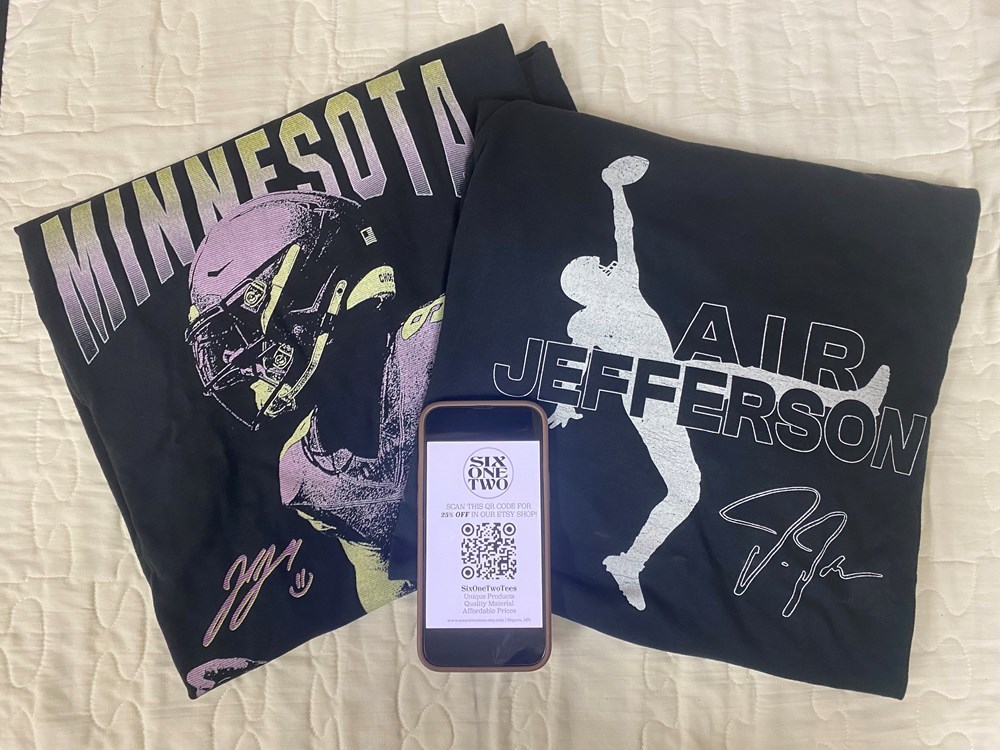 MINNESOTA
AIR
JEFFERSON
SIX
ONE
TWO
SCAN THIS QR CODE FOR
25% OFF IN OUR ETSY SHOP!
SixOneTwoTees
Unique Products
Quality Material
Affordable Prices